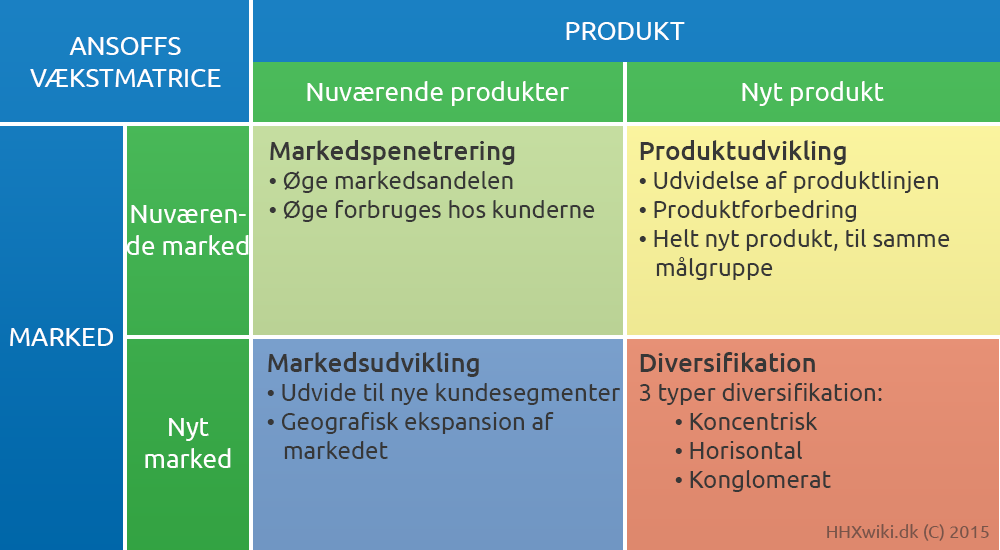 ANSOFFS
VÆKSTMATRICE
PRODUKT
Nuværende produkter
Nyt produkt
MARKED
Nuværen-
de marked
Markedspenetrering
• Øge markedsandelen
• Øge forbruges hos kunderne
Produktudvikling
• Udvidelse af produktlinjen
• Produktforbedring
• Helt nyt produkt, til samme
målgruppe
Nyt
marked
Markedsudvikling
• Udvide til nye kundesegmenter
• Geografisk ekspansion af
markedet
Diversifikation
3 typer diversifikation:
• Koncentrisk
• Horisontal
• Konglomerat
HHXwiki.dk (C) 2015